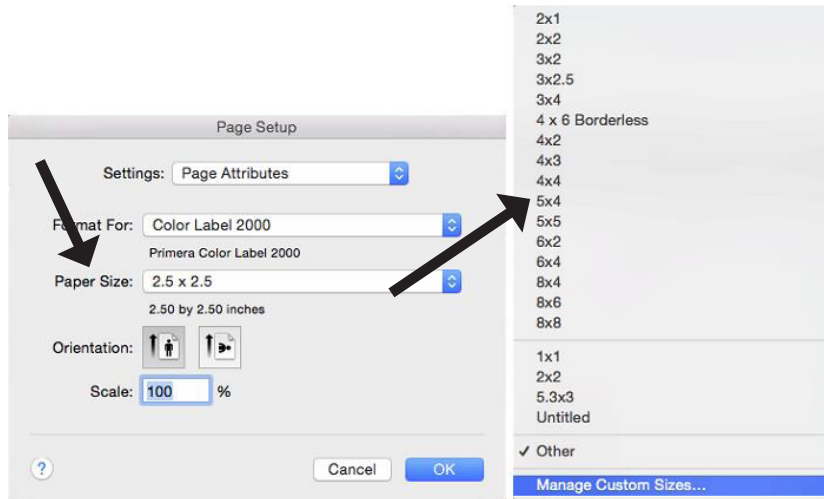 Page Setup
Settings: Page Attributes
Format For: Color Label 2000
Primera Color Label 2000
Paper Size: 2.5 x 2.5
2.50 by 2.50 inches
Orientation:
Scale: 100 %
?
Cancel OK
2x1
2x2
3x2
3x2.5
3x4
4 x 6 Borderless
4x2
4x3
4x4
5x4
5x5
6x2
6x4
8x4
8x6
8x8
1x1
2x2
5.3x3
Untitled
✓ Other
Manage Custom Sizes...